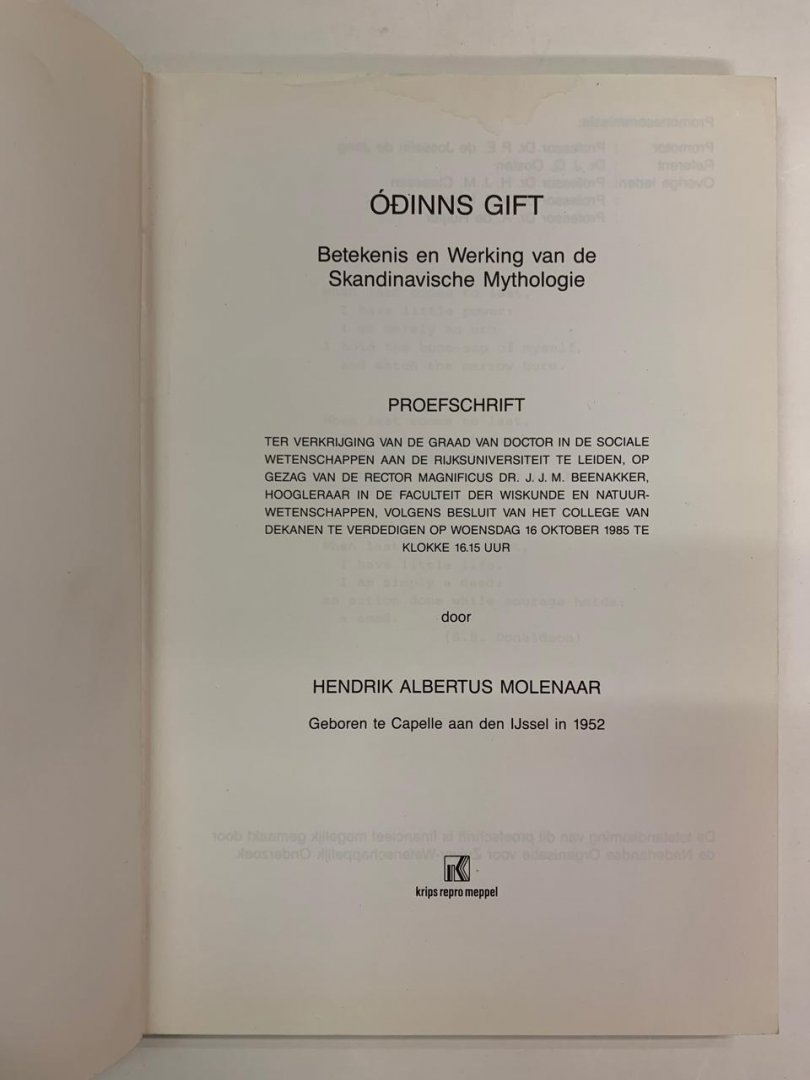 ÓÐINNS GIFT
Betekenis en Werking van de
Skandinavische Mythologie
PROEFSCHRIFT
TER VERKRIJGING VAN DE GRAAD VAN DOCTOR IN DE SOCIALE
WETENSCHAPPEN AAN DE RIJKSUNIVERSITEIT TE LEIDEN, OP
GEZAG VAN DE RECTOR MAGNIFICUS DR. J. J. M. BEENAKKER,
HOOGLERAAR IN DE FACULTEIT DER WISKUNDE EN NATUUR-
WETENSCHAPPEN, VOLGENS BESLUIT VAN HET COLLEGE VAN
DEKANEN TE VERDEDIGEN OP WOENSDAG 16 OKTOBER 1985 TE
KLOKKE 16.15 UUR
door
HENDRIK ALBERTUS MOLENAAR
Geboren te Capelle aan den IJssel in 1952
krips repro meppel